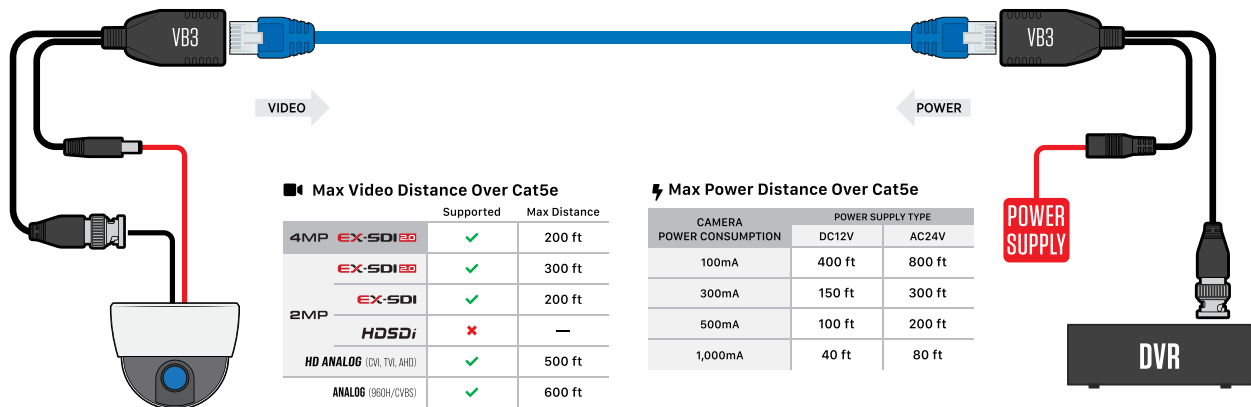 VB3
VB3
VIDEO
POWER
Max Video Distance Over Cat5e
Supported Max Distance
4MP EX-SDI 2.0 200 ft
2MP
EX-SDI 2.0 300 ft
EX-SDI 200 ft
HDSDi —
HD ANALOG (CVI, TVI, AHD) 500 ft
ANALOG (960H/CVBS) 600 ft
Max Power Distance Over Cat5e
CAMERA POWER CONSUMPTION
POWER SUPPLY TYPE
DC12V AC24V
100mA 400 ft 800 ft
300mA 150 ft 300 ft
500mA 100 ft 200 ft
1,000mA 40 ft 80 ft
POWER
SUPPLY
DVR